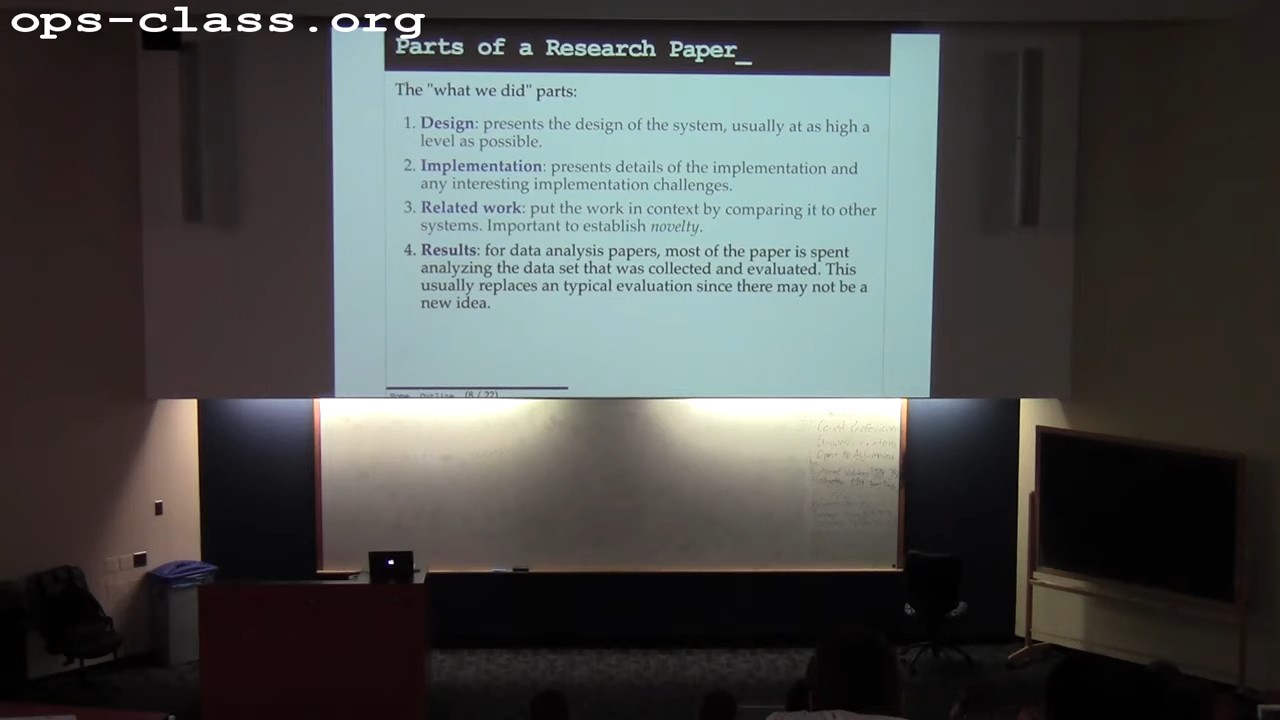 ops-class.org
Parts of a Research Paper_
The "what we did" parts:
1. Design: presents the design of the system, usually at as high a
level as possible.
2. Implementation: presents details of the implementation and
any interesting implementation challenges.
3. Related work: put the work in context by comparing it to other
systems. Important to establish novelty.
4. Results: for data analysis papers, most of the paper is spent
analyzing the data set that was collected and evaluated. This
usually replaces an typical evaluation since there may not be a
new idea.
(8 / 22)